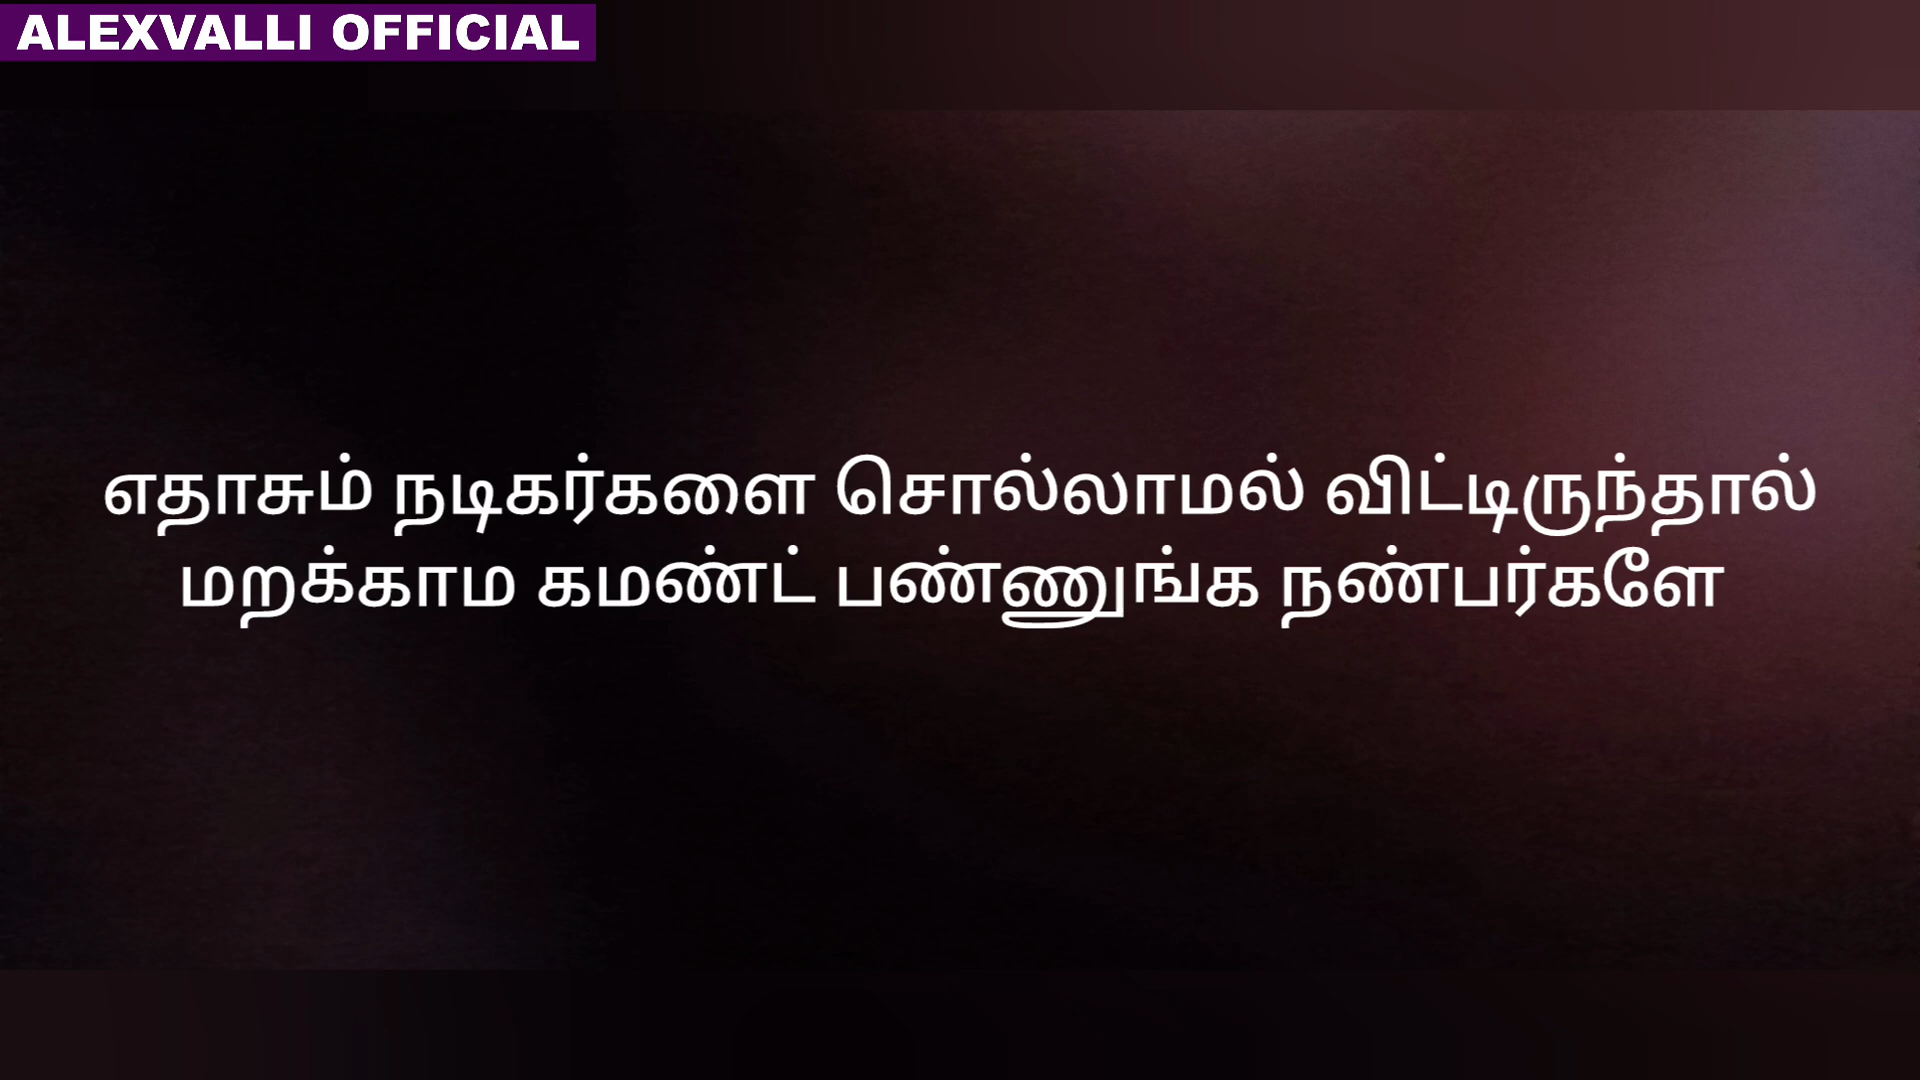 ALEXVALLI OFFICIAL
எதாசும் நடிகர்களை சொல்லாமல் விட்டிருந்தால்
மறக்காம கமண்ட் பண்ணுங்க நண்பர்களே